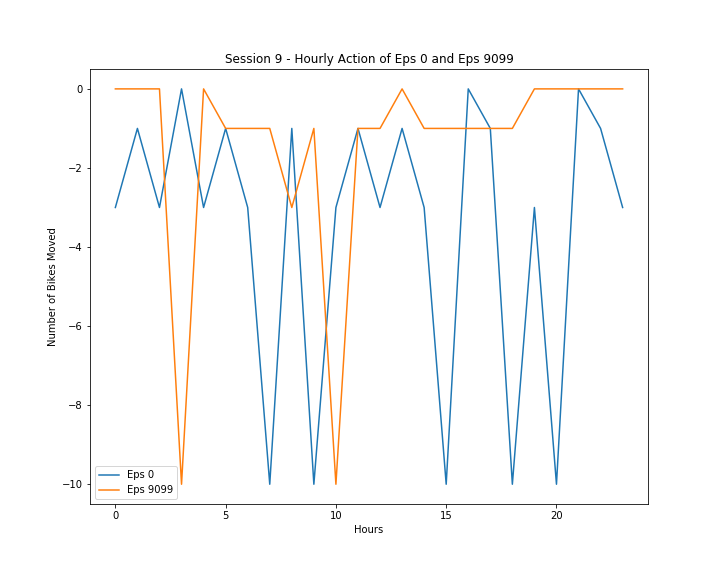 Session 9 - Hourly Action of Eps 0 and Eps 9099
0
−2
−4
−6
−8
−10
Number of Bikes Moved
Eps 0
Eps 9099
0 5 10 15 20
Hours